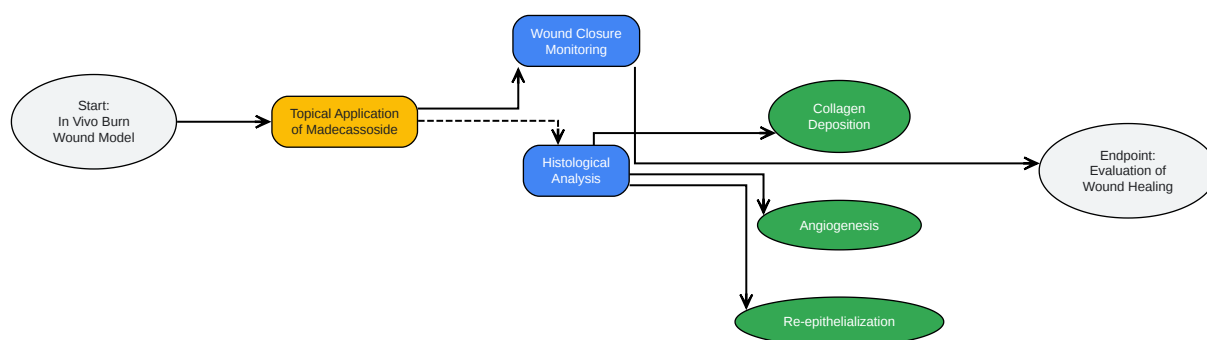 Start:
In Vivo Burn
Wound Model
Topical Application
of Madecassoside
Wound Closure
Monitoring
Histological
Analysis
Collagen
Deposition
Angiogenesis
Re-epithelialization
Endpoint:
Evaluation of
Wound Healing